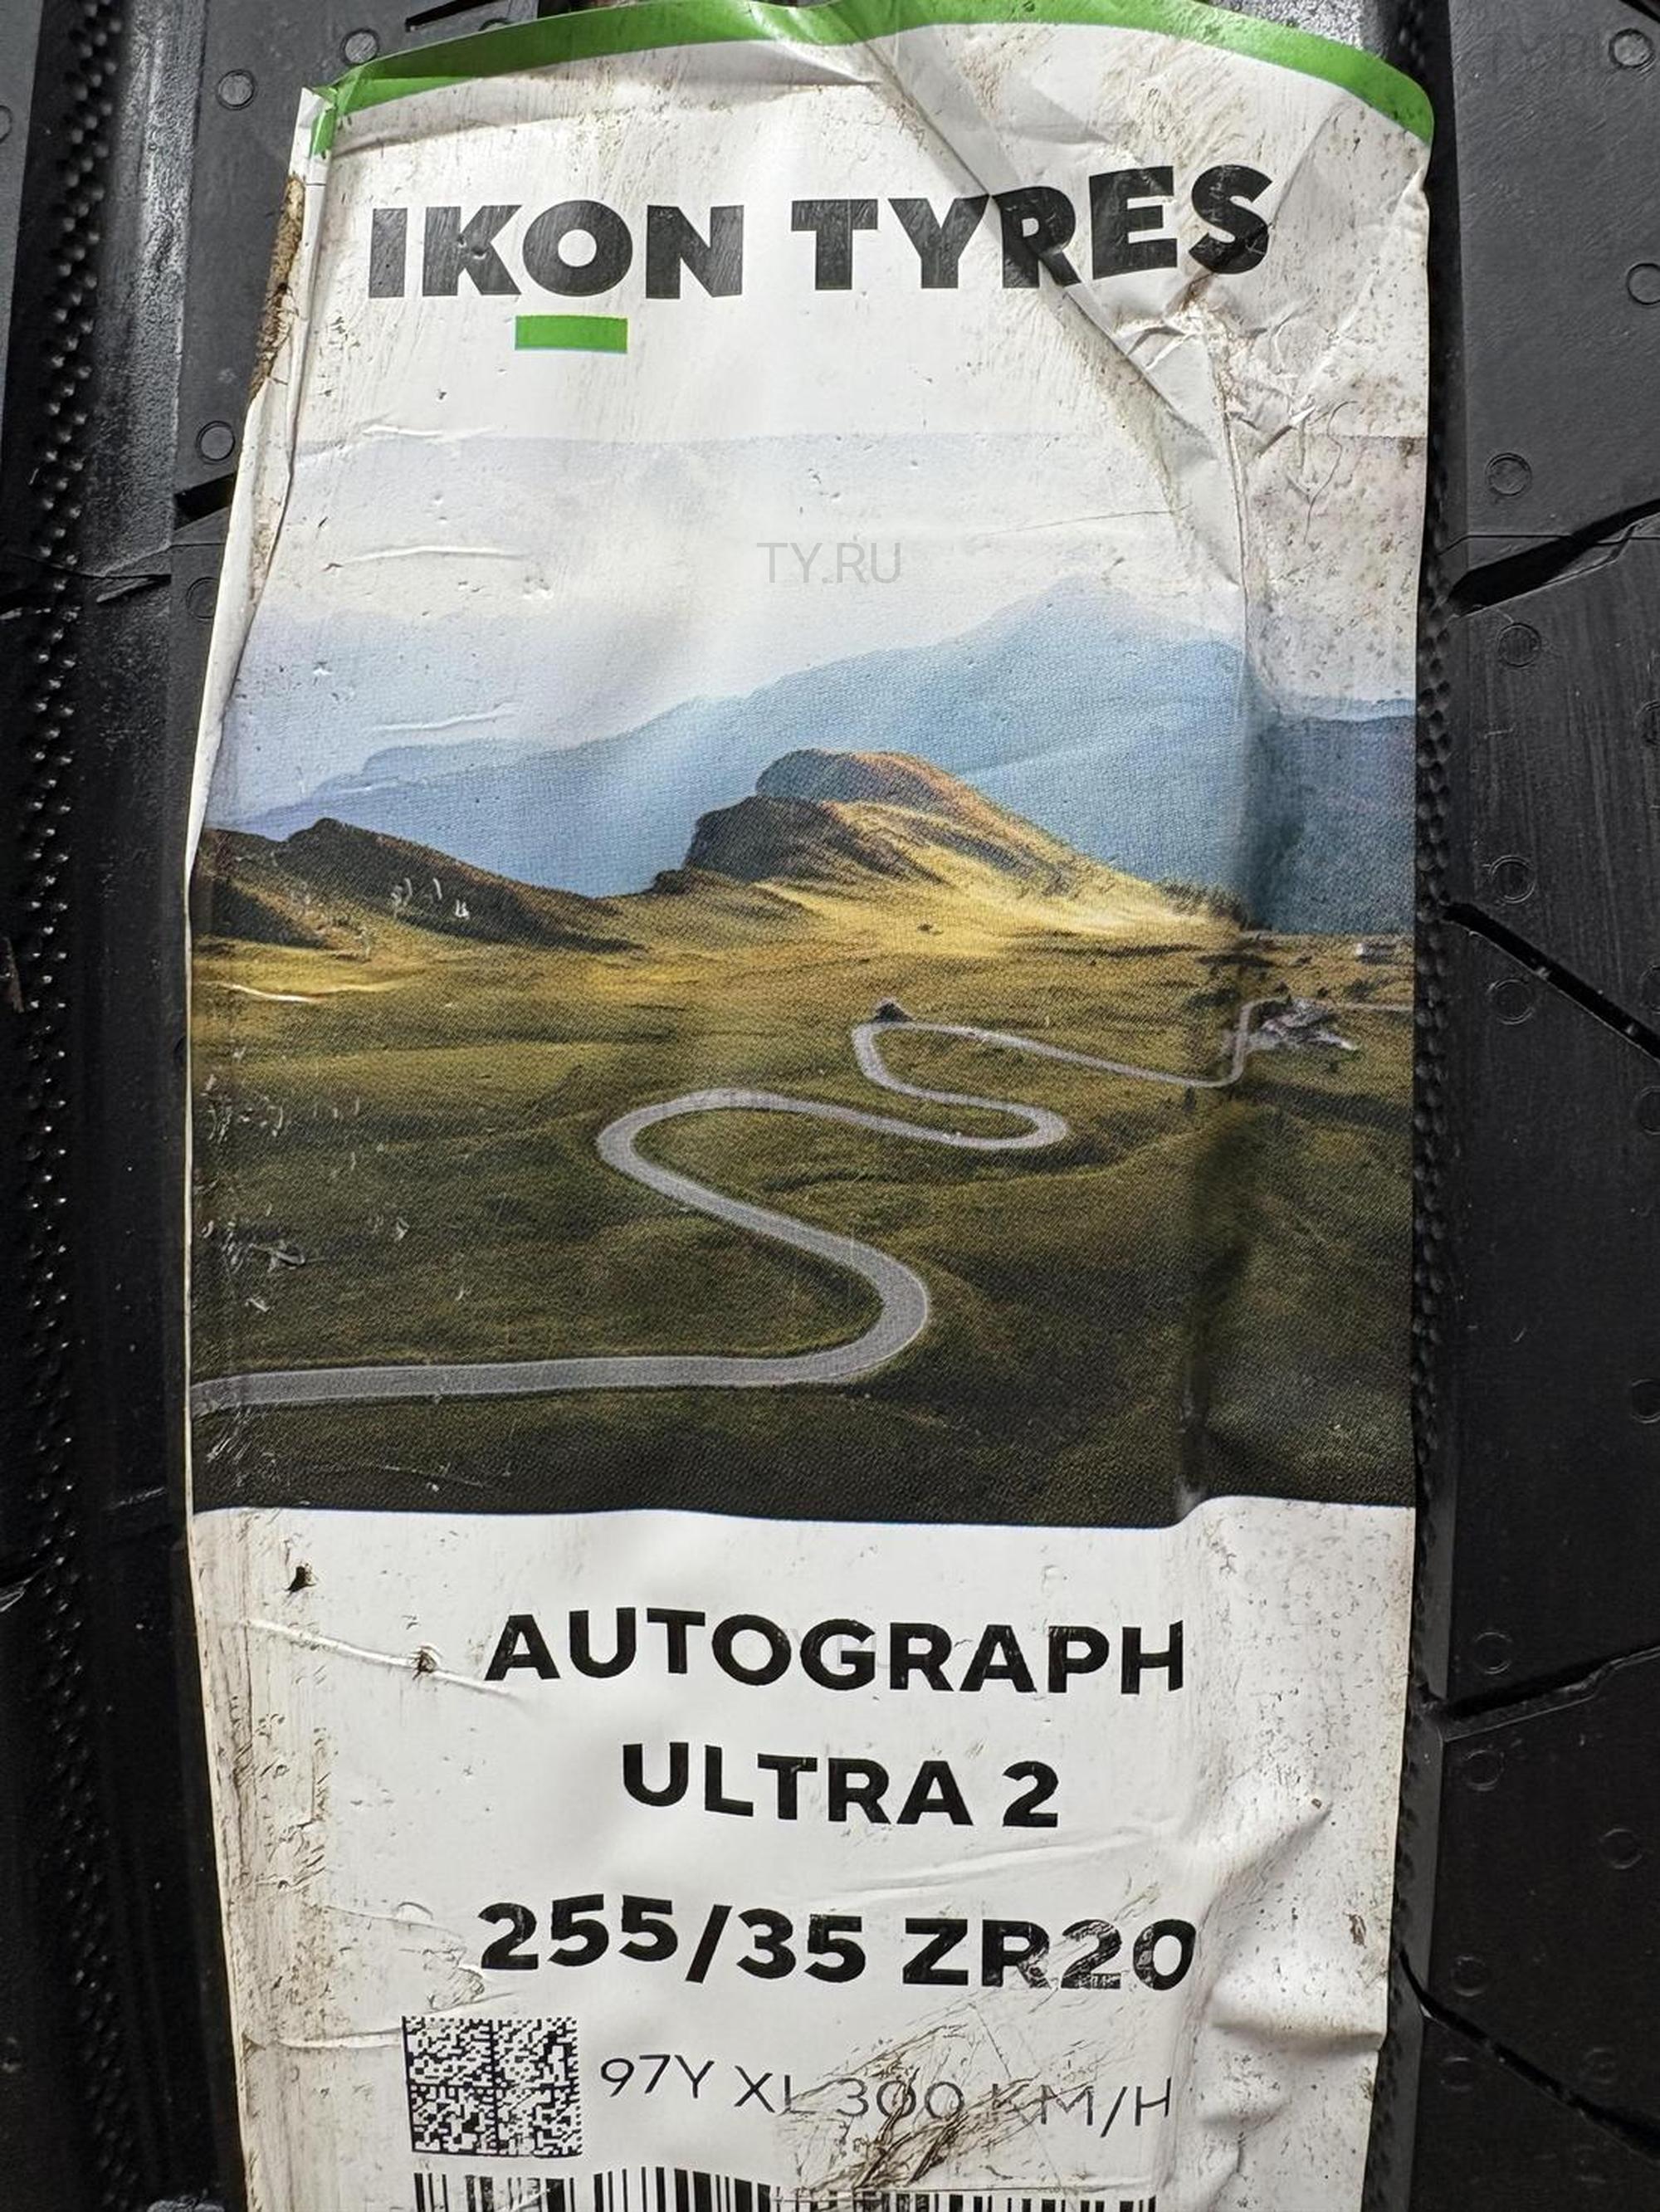 IKON TYRES
TY.RU
AUTOGRAPH
ULTRA 2
255/35 ZR20
97Y XL 300 KM/H